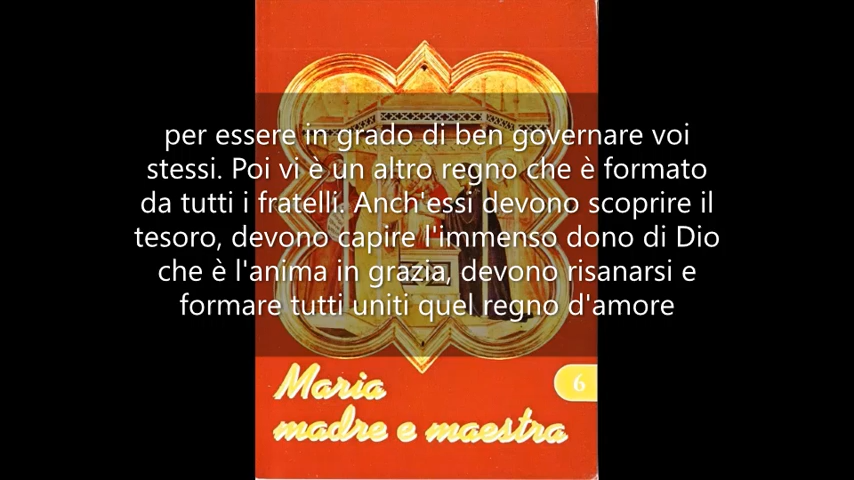 per essere in grado di ben governare voi
stessi. Poi vi è un altro regno che è formato
da tutti i fratelli. Anch'essi devono scoprire il
tesoro, devono capire l'immenso dono di Dio
che è l'anima in grazia, devono risanarsi e
formare tutti uniti quel regno d'amore
Maria
6
madre e maestra